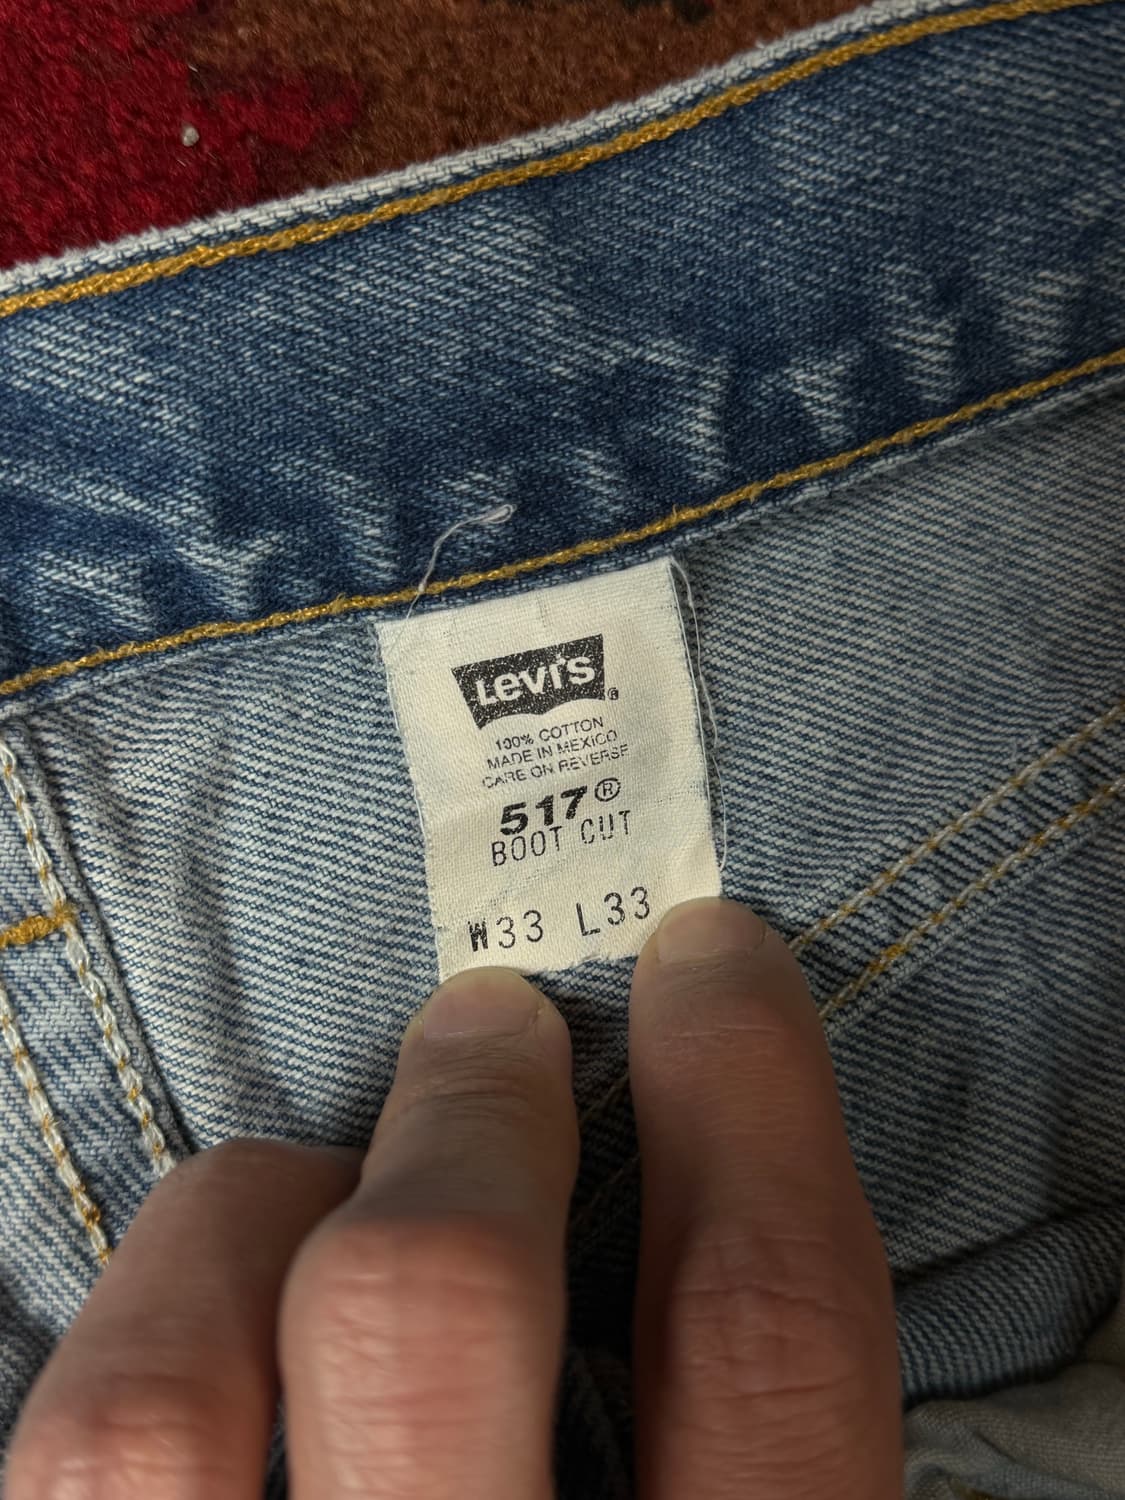 Levi's ®
100% COTTON
MADE IN MEXICO
CARE ON REVERSE
517®
BOOT CUT
W33 L33